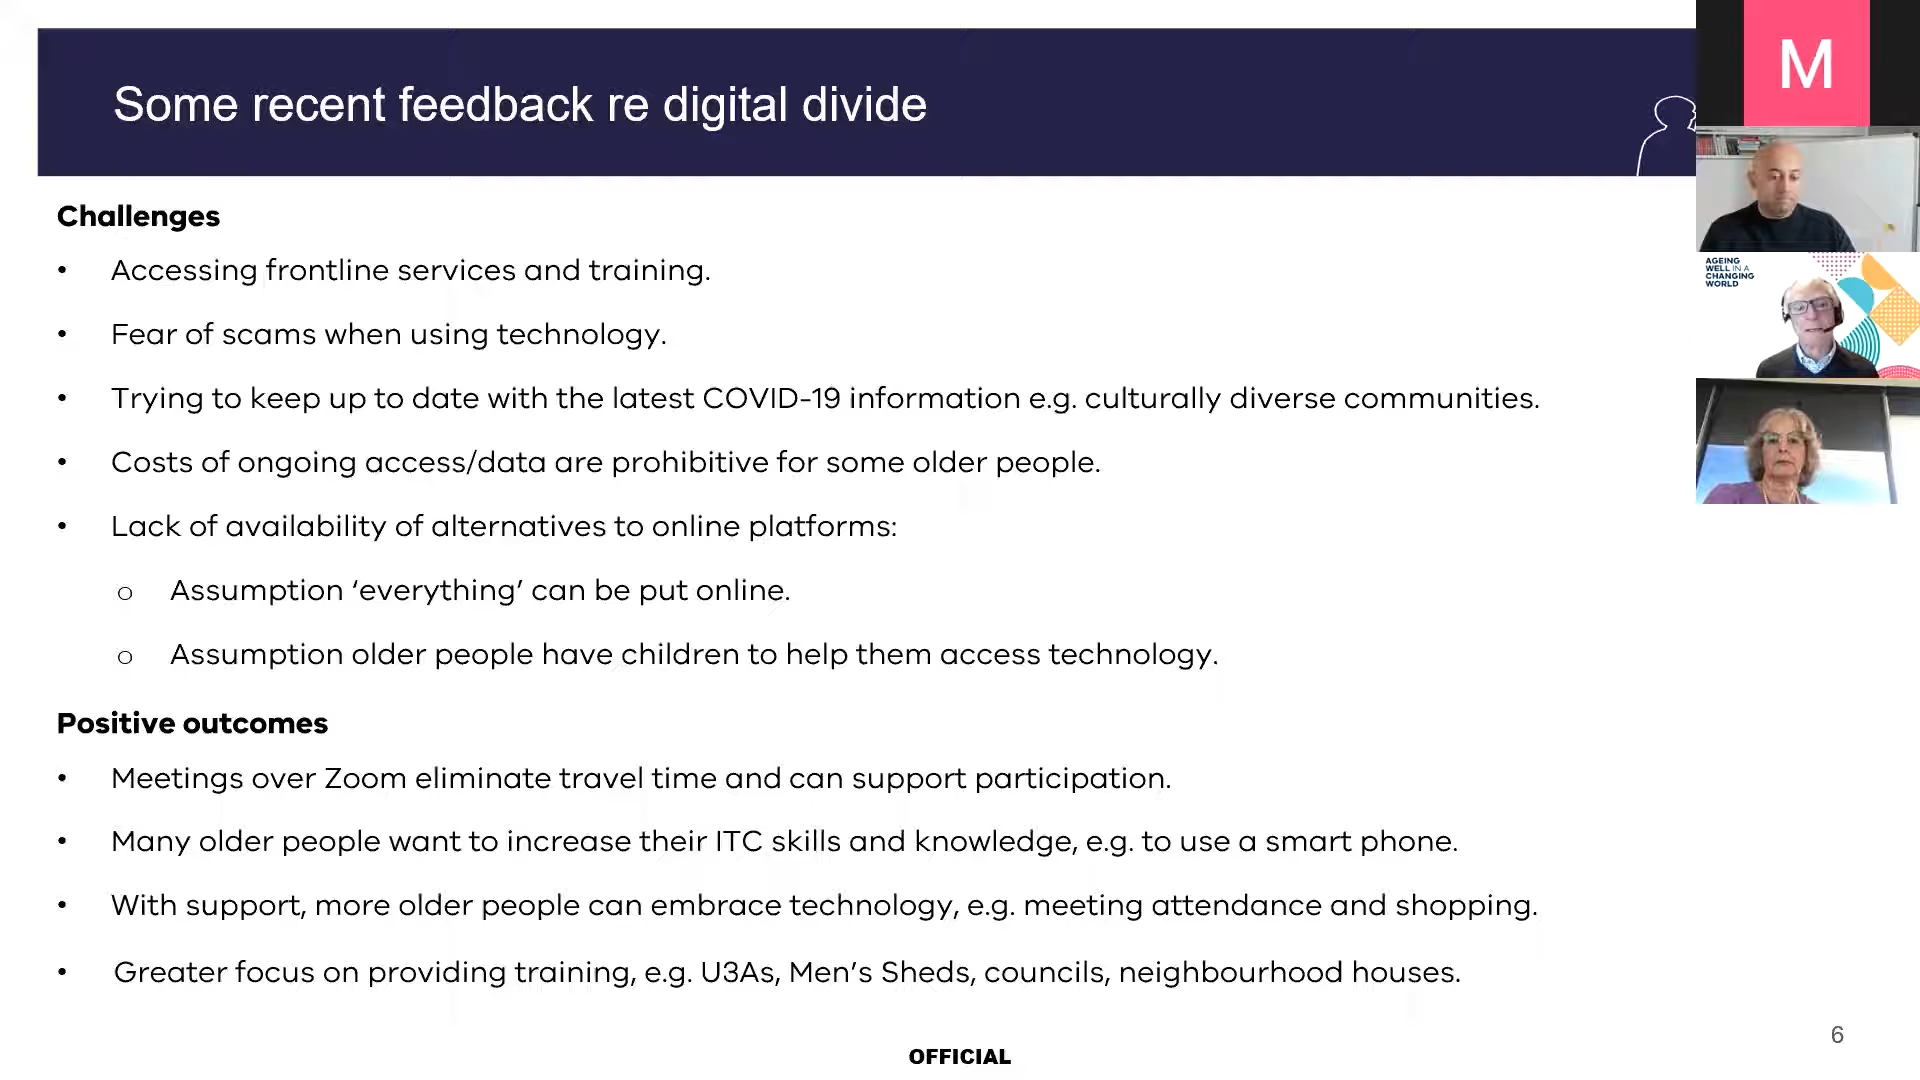 Some recent feedback re digital divide
M
AGEING
WELL IN A
CHANGING
WORLD
Challenges
• Accessing frontline services and training.
• Fear of scams when using technology.
• Trying to keep up to date with the latest COVID-19 information e.g. culturally diverse communities.
• Costs of ongoing access/data are prohibitive for some older people.
• Lack of availability of alternatives to online platforms:
o Assumption ‘everything’ can be put online.
o Assumption older people have children to help them access technology.
Positive outcomes
• Meetings over Zoom eliminate travel time and can support participation.
• Many older people want to increase their ITC skills and knowledge, e.g. to use a smart phone.
• With support, more older people can embrace technology, e.g. meeting attendance and shopping.
• Greater focus on providing training, e.g. U3As, Men’s Sheds, councils, neighbourhood houses.
6
OFFICIAL